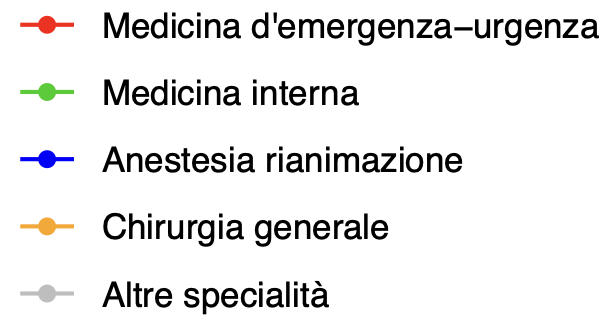 Medicina d'emergenza−urgenza
Medicina interna
Anestesia rianimazione
Chirurgia generale
Altre specialità